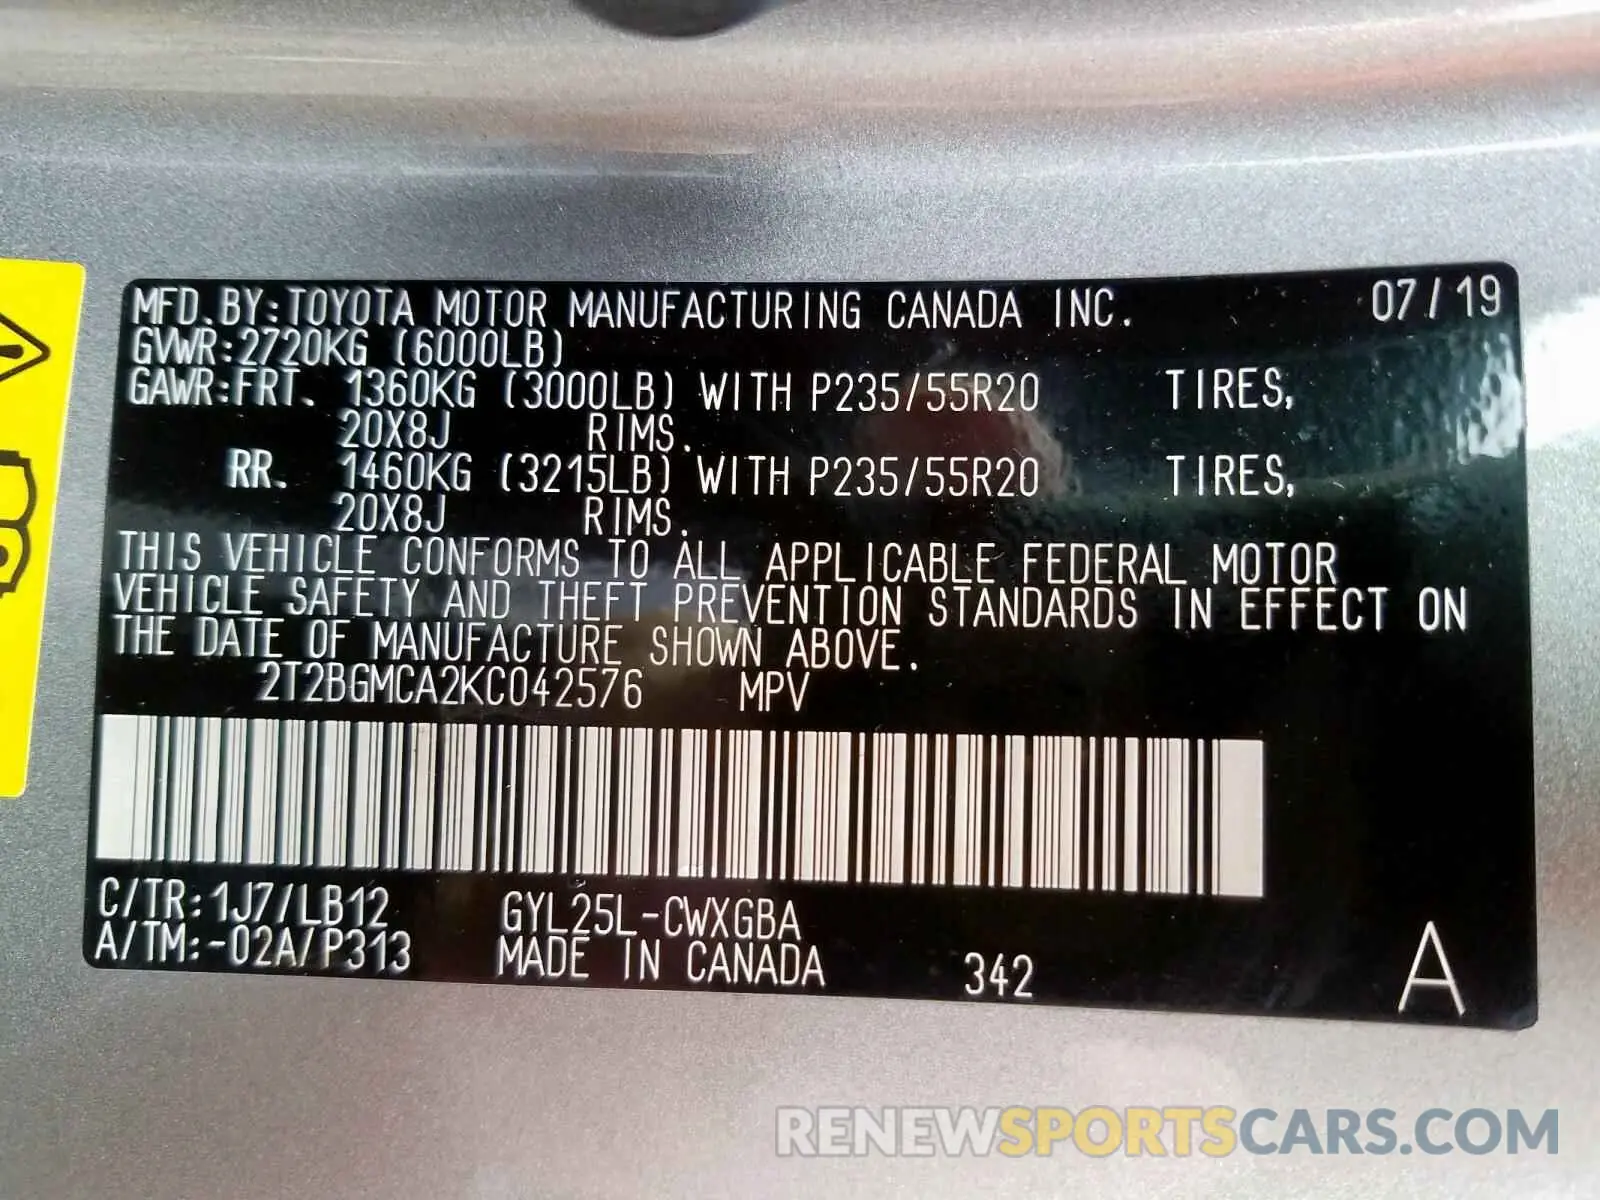 MFD. BY: TOYOTA MOTOR MANUFACTURING CANADA INC. 07/19
GVWR: 2720KG (6000LB)
GAWR: FRT. 1360KG (3000LB) WITH P235/55R20 TIRES,
20X8J RIMS.
RR. 1460KG (3215LB) WITH P235/55R20 TIRES,
20X8J RIMS.
THIS VEHICLE CONFORMS TO ALL APPLICABLE FEDERAL MOTOR
VEHICLE SAFETY AND THEFT PREVENTION STANDARDS IN EFFECT ON
THE DATE OF MANUFACTURE SHOWN ABOVE.
2T2BGMCA2KC042576 MPV
C/TR: 1J7/LB12 GYL25L-CWXGBA
A/TM: -02A/P313 MADE IN CANADA 342 A
RENEWSPORTSCARS.COM